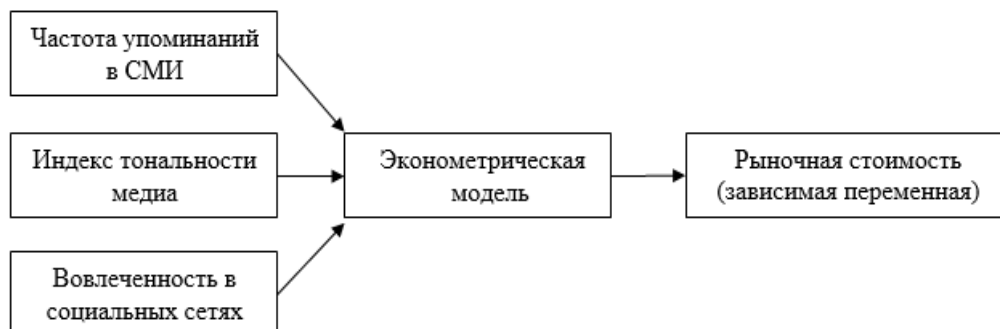 Частота упоминаний
в СМИ
Индекс тональности
медиа
Вовлеченность в
социальных сетях
Эконометрическая
модель
Рыночная стоимость
(зависимая переменная)